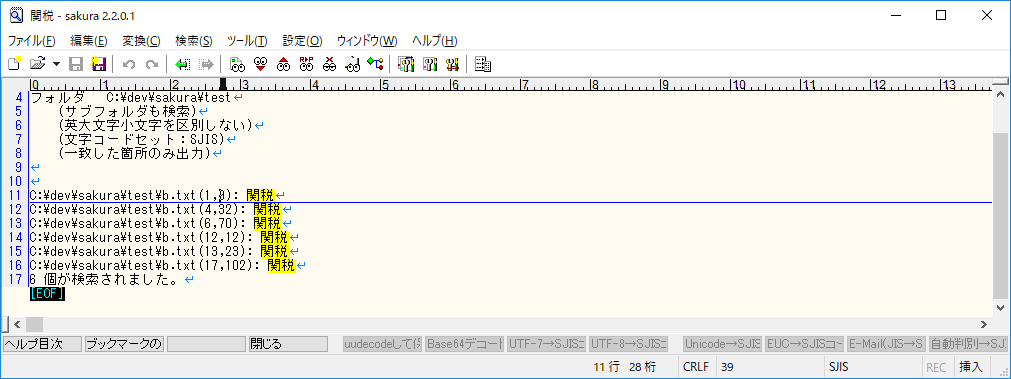 関税 - sakura 2.2.0.1
ファイル(F) 編集(E) 変換(C) 検索(S) ツール(T) 設定(O) ウィンドウ(W) ヘルプ(H)
0 1 2 3 4 5 6 7 8 9 10 11 12 13
4 フォルダ C:¥dev¥sakura¥test↵
5 (サブフォルダも検索)↵
6 (英大文字小文字を区別しない)↵
7 (文字コードセット:SJIS)↵
8 (一致した箇所のみ出力)↵
9 ↵
10 ↵
11 C:¥dev¥sakura¥test¥b.txt(1,9): 関税↵
12 C:¥dev¥sakura¥test¥b.txt(4,32): 関税↵
13 C:¥dev¥sakura¥test¥b.txt(6,70): 関税↵
14 C:¥dev¥sakura¥test¥b.txt(12,12): 関税↵
15 C:¥dev¥sakura¥test¥b.txt(13,23): 関税↵
16 C:¥dev¥sakura¥test¥b.txt(17,102): 関税↵
17 6 個が検索されました。↵
[EOF]
ヘルプ目次 ブックマークの 閉じる uudecodeして Base64デコード UTF-7→SJISコ UTF-8→SJISコ Unicode→SJIS EUC→SJISコー E-Mail(JIS→S 自動判別→SJ
11 行 28 桁 CRLF 39 SJIS REC 挿入